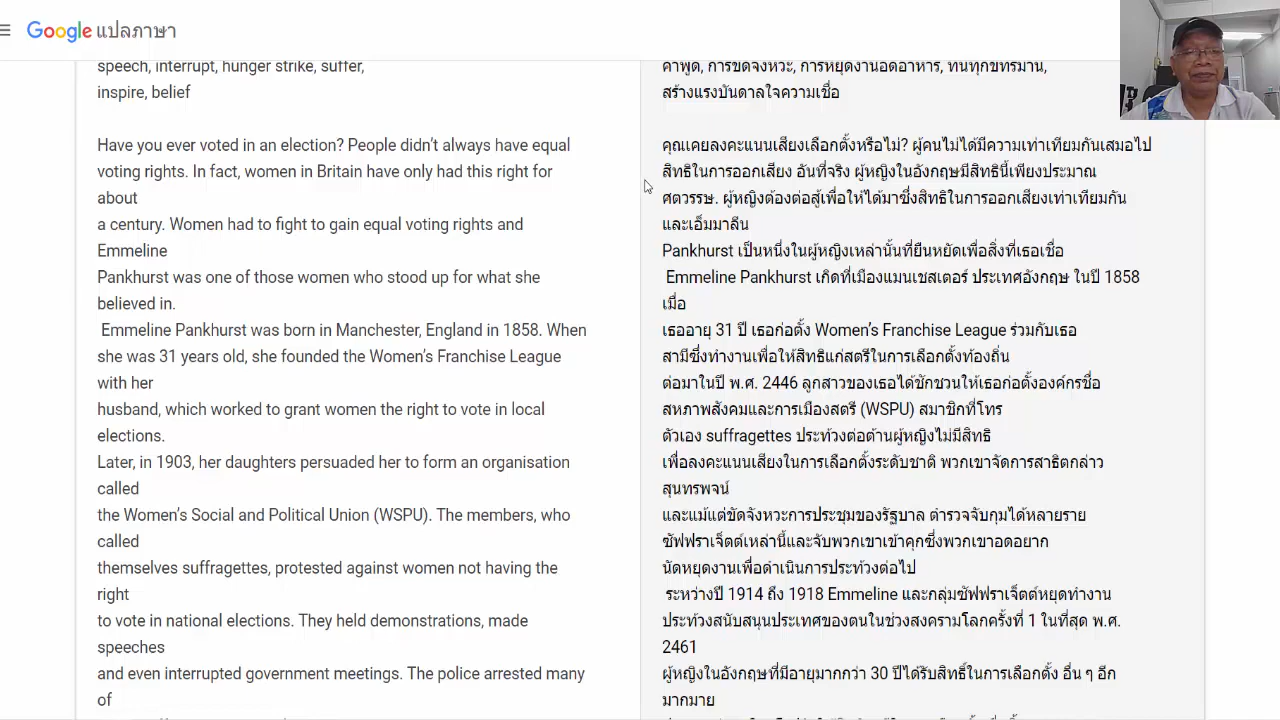 Google แปลภาษา
speech, interrupt, hunger strike, suffer,
inspire, belief
Have you ever voted in an election? People didn’t always have equal
voting rights. In fact, women in Britain have only had this right for
about
a century. Women had to fight to gain equal voting rights and
Emmeline
Pankhurst was one of those women who stood up for what she
believed in.
Emmeline Pankhurst was born in Manchester, England in 1858. When
she was 31 years old, she founded the Women’s Franchise League
with her
husband, which worked to grant women the right to vote in local
elections.
Later, in 1903, her daughters persuaded her to form an organisation
called
the Women’s Social and Political Union (WSPU). The members, who
called
themselves suffragettes, protested against women not having the
right
to vote in national elections. They held demonstrations, made
speeches
and even interrupted government meetings. The police arrested many
of
คำพูด, การขัดจังหวะ, การหยุดงานอดอาหาร, ทนทุกข์ทรมาน,
สร้างแรงบันดาลใจความเชื่อ
คุณเคยลงคะแนนเสียงเลือกตั้งหรือไม่? ผู้คนไม่ได้มีความเท่าเทียมกันเสมอไป
สิทธิในการออกเสียง อันที่จริง ผู้หญิงในอังกฤษมีสิทธินี้เพียงประมาณ
ศตวรรษ. ผู้หญิงต้องต่อสู้เพื่อให้ได้มาซึ่งสิทธิในการออกเสียงเท่าเทียมกัน
และเอ็มมาลีน
Pankhurst เป็นหนึ่งในผู้หญิงเหล่านั้นที่ยืนหยัดเพื่อสิ่งที่เธอเชื่อ
Emmeline Pankhurst เกิดที่เมืองแมนเชสเตอร์ ประเทศอังกฤษ ในปี 1858
เมื่อ
เธออายุ 31 ปี เธอก่อตั้ง Women’s Franchise League ร่วมกับเธอ
สามีซึ่งทำงานเพื่อให้สิทธิแก่สตรีในการเลือกตั้งท้องถิ่น
ต่อมาในปี พ.ศ. 2446 ลูกสาวของเธอได้ชักชวนให้เธอก่อตั้งองค์กรชื่อ
สหภาพสังคมและการเมืองสตรี (WSPU) สมาชิกที่โทร
ตัวเอง suffragettes ประท้วงต่อต้านผู้หญิงไม่มีสิทธิ
เพื่อลงคะแนนเสียงในการเลือกตั้งระดับชาติ พวกเขาจัดการสาธิตกล่าว
สุนทรพจน์
และแม้แต่ขัดจังหวะการประชุมของรัฐบาล ตำรวจจับกุมได้หลายราย
ซัฟฟราเจ็ตต์เหล่านี้และจับพวกเขาเข้าคุกซึ่งพวกเขาอดอยาก
นัดหยุดงานเพื่อดำเนินการประท้วงต่อไป
ระหว่างปี 1914 ถึง 1918 Emmeline และกลุ่มซัฟฟราเจ็ตต์หยุดทำงาน
ประท้วงสนับสนุนประเทศของตนในช่วงสงครามโลกครั้งที่ 1 ในที่สุด พ.ศ.
2461
ผู้หญิงในอังกฤษที่มีอายุมากกว่า 30 ปีได้รับสิทธิ์ในการเลือกตั้ง อื่น ๆ อีก
มากมาย